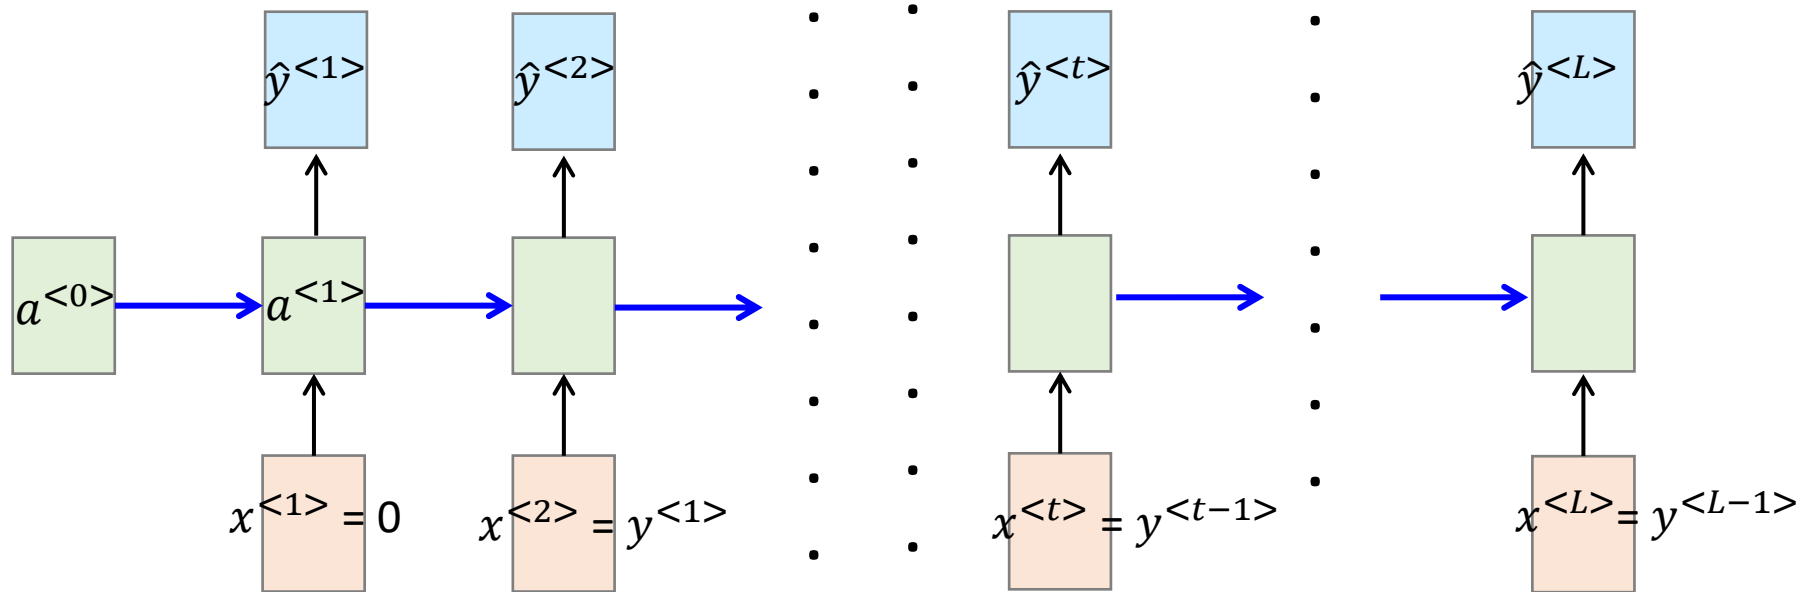 ŷ^{<1>} ŷ^{<2>} ŷ^{<t>} ŷ^{<L>}
a^{<0>} a^{<1>}
x^{<1>} = 0 x^{<2>} = y^{<1>} x^{<t>} = y^{<t−1>} x^{<L>} = y^{<L−1>}